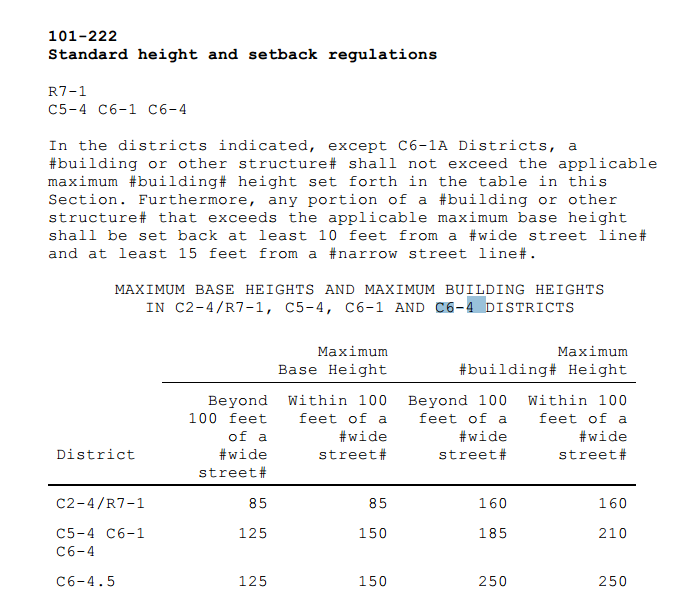 101-222
Standard height and setback regulations
R7-1
C5-4 C6-1 C6-4
In the districts indicated, except C6-1A Districts, a
#building or other structure# shall not exceed the applicable
maximum #building# height set forth in the table in this
Section. Furthermore, any portion of a #building or other
structure# that exceeds the applicable maximum base height
shall be set back at least 10 feet from a #wide street line#
and at least 15 feet from a #narrow street line#.
MAXIMUM BASE HEIGHTS AND MAXIMUM BUILDING HEIGHTS
IN C2-4/R7-1, C5-4, C6-1 AND C6-4 DISTRICTS
Maximum Maximum
Base Height #building# Height
Beyond Within 100 Beyond 100 Within 100
100 feet feet of a feet of a feet of a
of a #wide #wide #wide
District #wide street# street# street#
street#
C2-4/R7-1 85 85 160 160
C5-4 C6-1 125 150 185 210
C6-4
C6-4.5 125 150 250 250